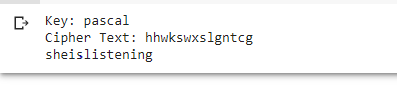 Key: pascal
Cipher Text: hhwkswxslgntcg
sheislistening